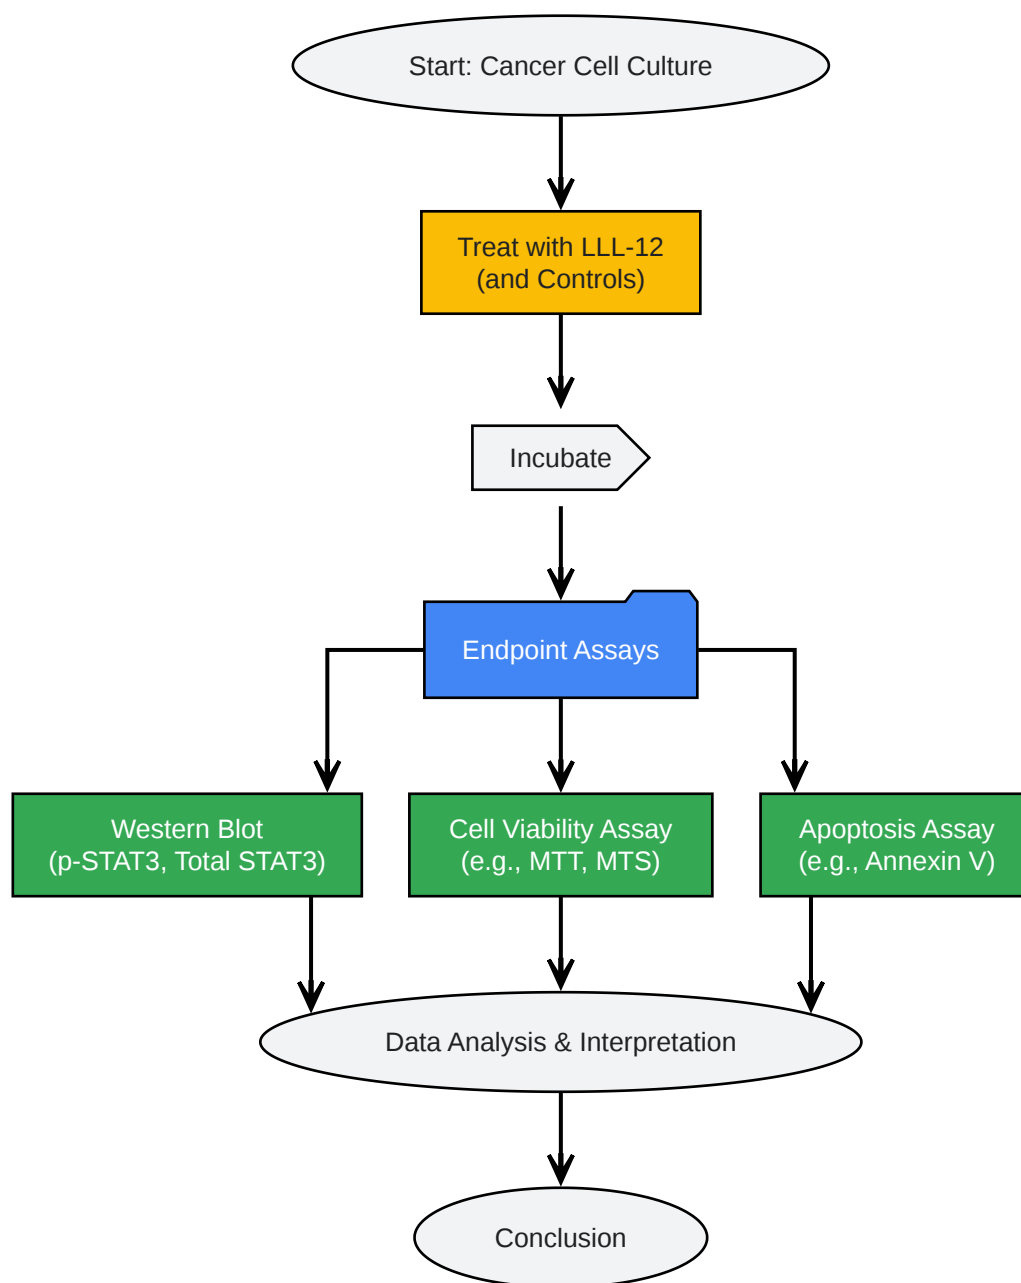 Start: Cancer Cell Culture
Treat with LLL-12
(and Controls)
Incubate
Endpoint Assays
Western Blot
(p-STAT3, Total STAT3)
Cell Viability Assay
(e.g., MTT, MTS)
Apoptosis Assay
(e.g., Annexin V)
Data Analysis & Interpretation
Conclusion